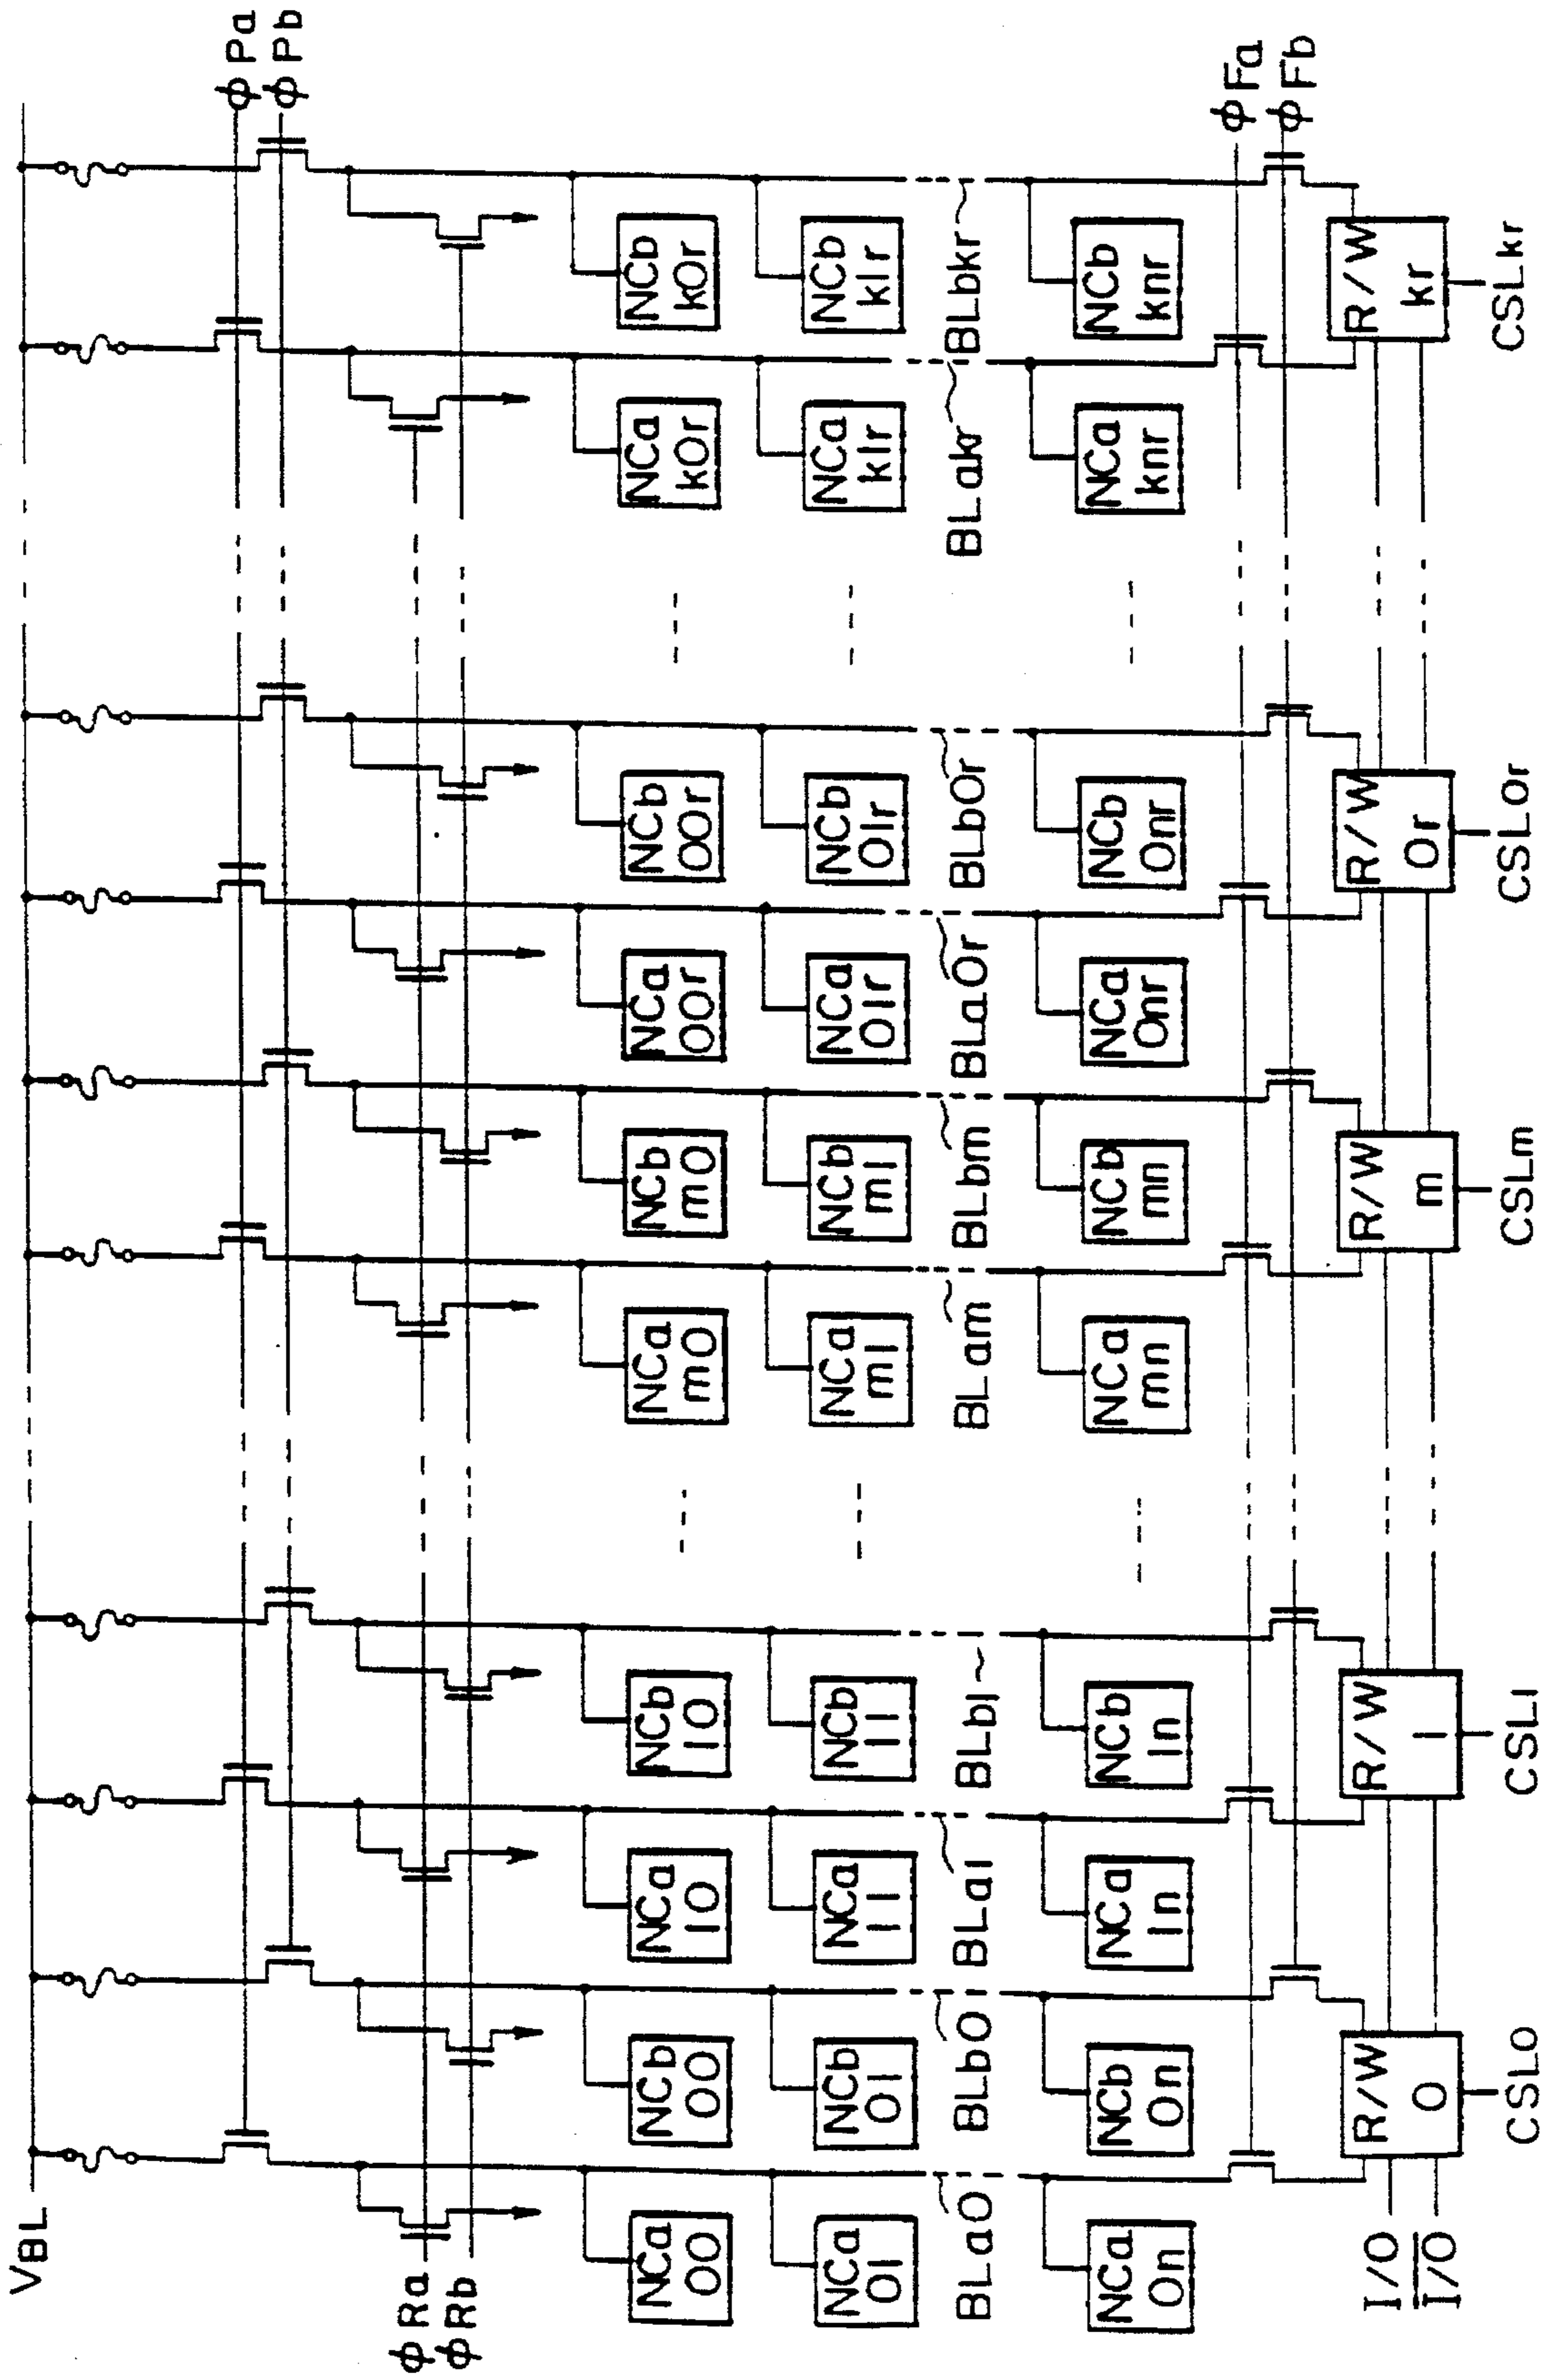 VBL
φPa
φPb
φRa
φRb
NCa NCb NCa NCb NCa NCb NCa NCb NCa NCb
00 00 10 10 m0 m0 00r 00r k0r k0r
NCa NCb NCa NCb NCa NCb NCa NCb NCa NCb
01 01 11 11 m1 m1 01r 01r k1r k1r
BLa0 BLb0 BLa1 BLb1 BLam BLbm BLa0r BLb0r BLakr BLbkr
NCa NCb NCa NCb NCa NCb NCa NCb NCa NCb
0n 0n 1n 1n mn mn 0nr 0nr knr knr
φFa
φFb
I/O
I/O
R/W R/W R/W R/W R/W
0 1 m 0r kr
CSL0 CSL1 CSLm CSL0r CSLkr